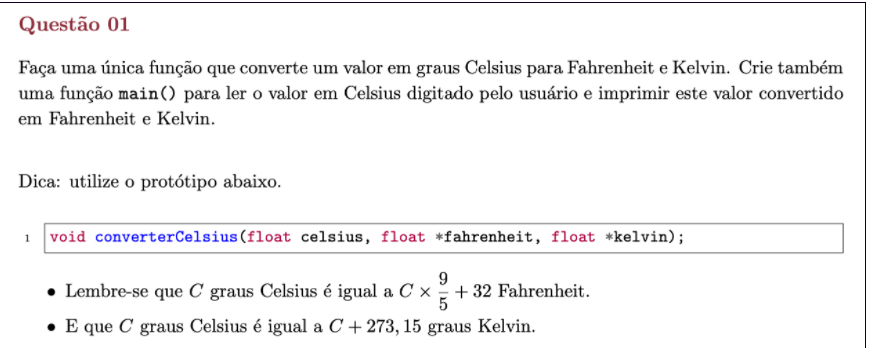 Questão 01
Faça uma única função que converte um valor em graus Celsius para Fahrenheit e Kelvin. Crie também
uma função main() para ler o valor em Celsius digitado pelo usuário e imprimir este valor convertido
em Fahrenheit e Kelvin.
Dica: utilize o protótipo abaixo.
1 void converterCelsius(float celsius, float *fahrenheit, float *kelvin);
• Lembre-se que C graus Celsius é igual a C × 9/5 + 32 Fahrenheit.
• E que C graus Celsius é igual a C + 273, 15 graus Kelvin.